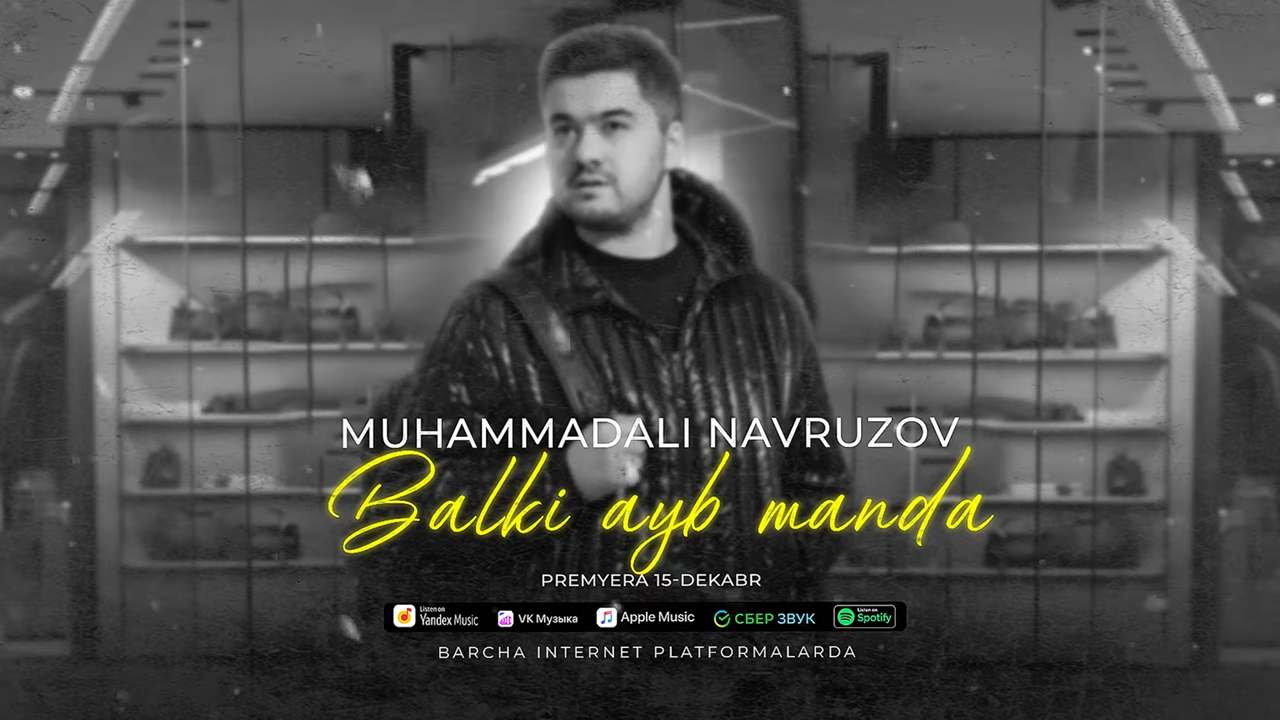 MUHAMMADALI NAVRUZOV
Balki ayb manda
PREMYERA 15-DEKABR
Listen on Yandex Music VK Музыка Apple Music СБЕР ЗВУК Listen on Spotify
BARCHA INTERNET PLATFORMALARDA